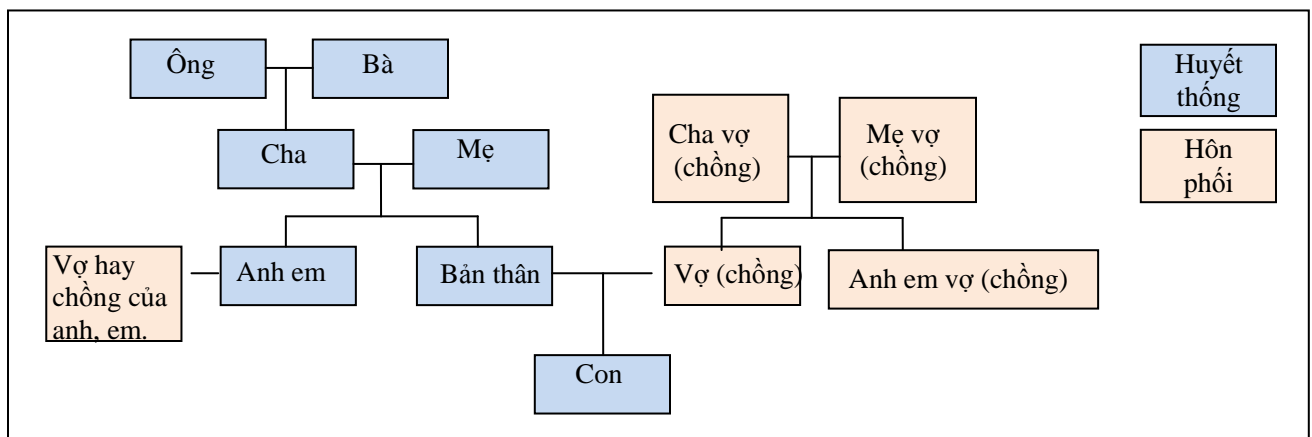 Ông
Bà
Huyết
thống
Cha
Mẹ
Cha vợ
(chồng)
Mẹ vợ
(chồng)
Hôn
phối
Vợ hay
chồng của
anh, em.
Anh em
Bản thân
Vợ (chồng)
Anh em vợ (chồng)
Con